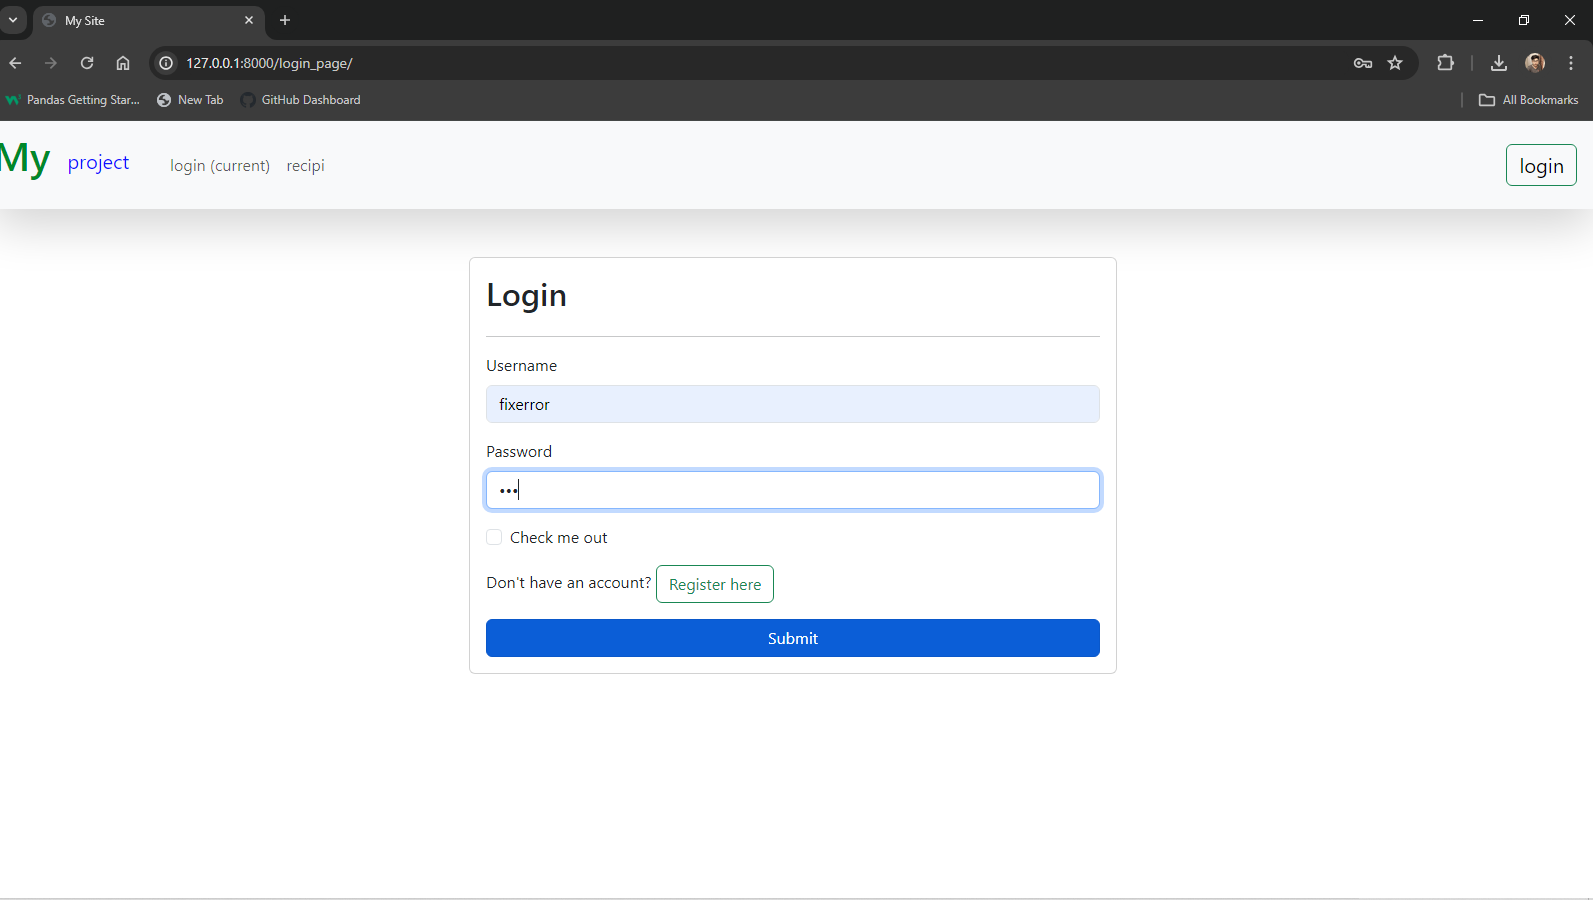 My Site
127.0.0.1:8000/login_page/
Pandas Getting Star... New Tab GitHub Dashboard All Bookmarks
My project login (current) recipi login
Login
Username
fixerror
Password
•••
Check me out
Don't have an account? Register here
Submit